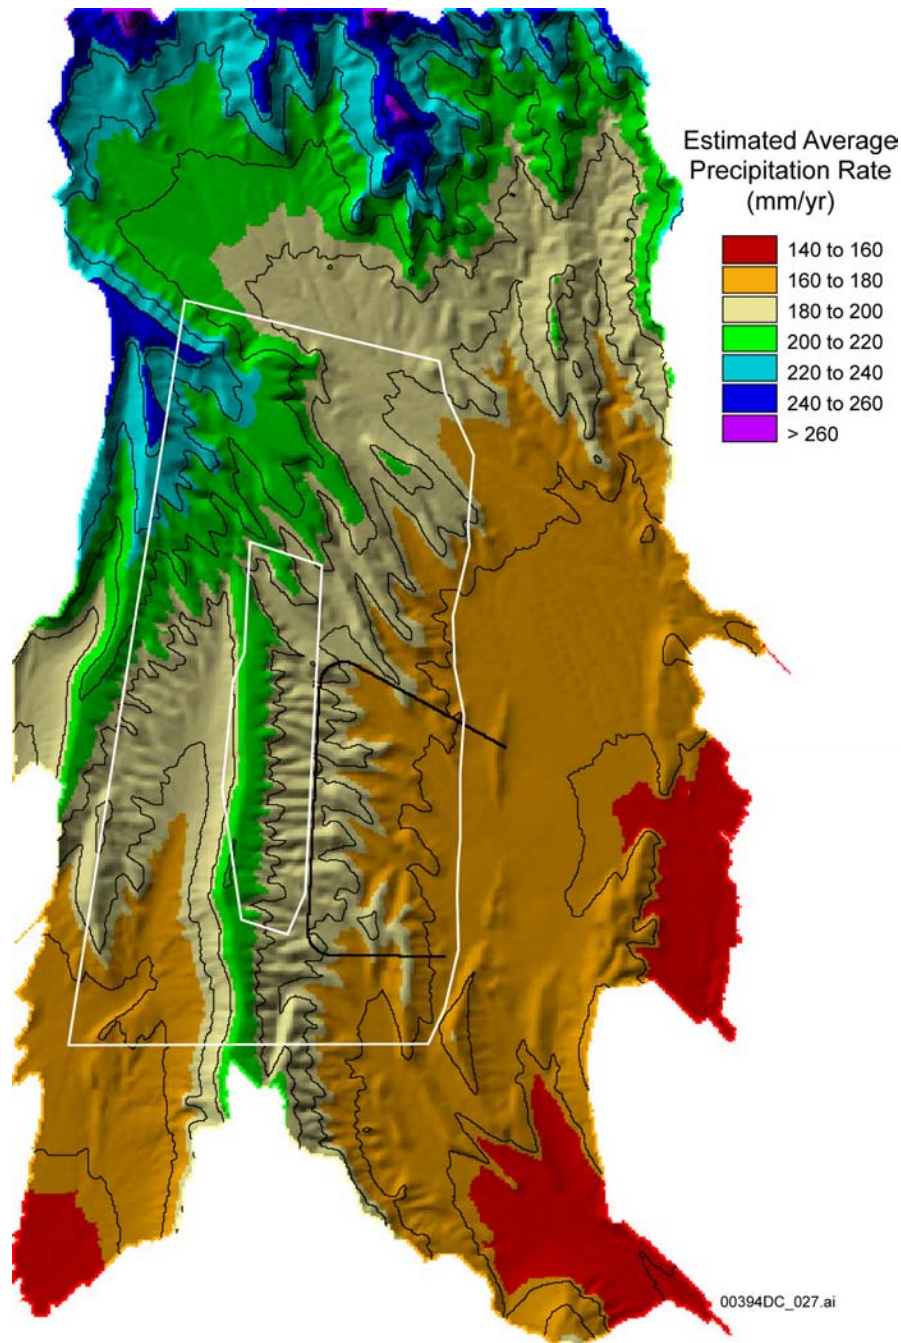 Estimated Average
Precipitation Rate
(mm/yr)
140 to 160
160 to 180
180 to 200
200 to 220
220 to 240
240 to 260
> 260
00394DC_027.ai